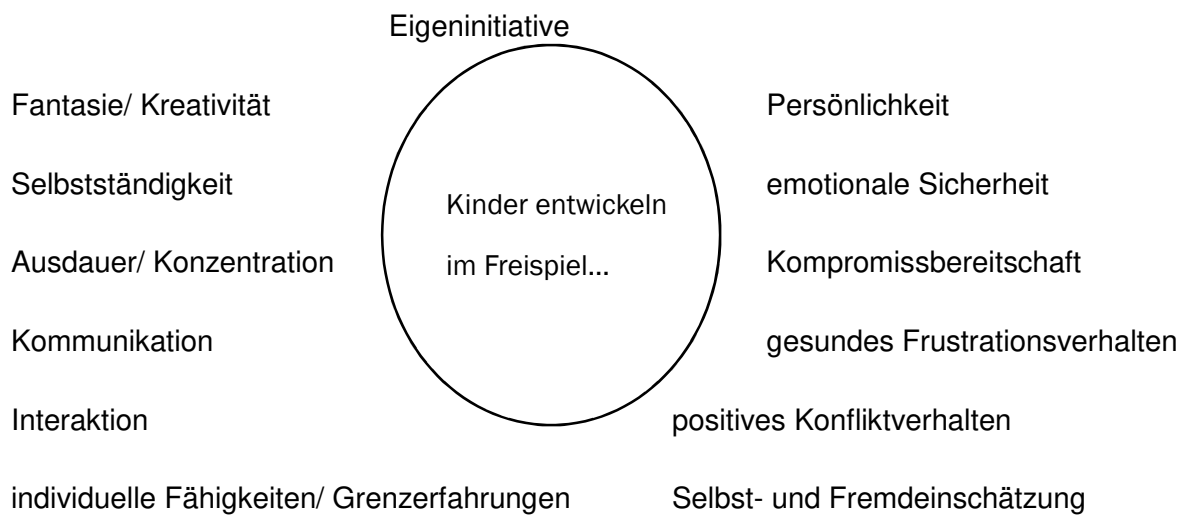 Eigeninitiative
Fantasie/ Kreativität
Persönlichkeit
Selbstständigkeit
emotionale Sicherheit
Kinder entwickeln
im Freispiel...
Ausdauer/ Konzentration
Kompromissbereitschaft
Kommunikation
gesundes Frustrationsverhalten
Interaktion
positives Konfliktverhalten
individuelle Fähigkeiten/ Grenzerfahrungen
Selbst- und Fremdeinschätzung